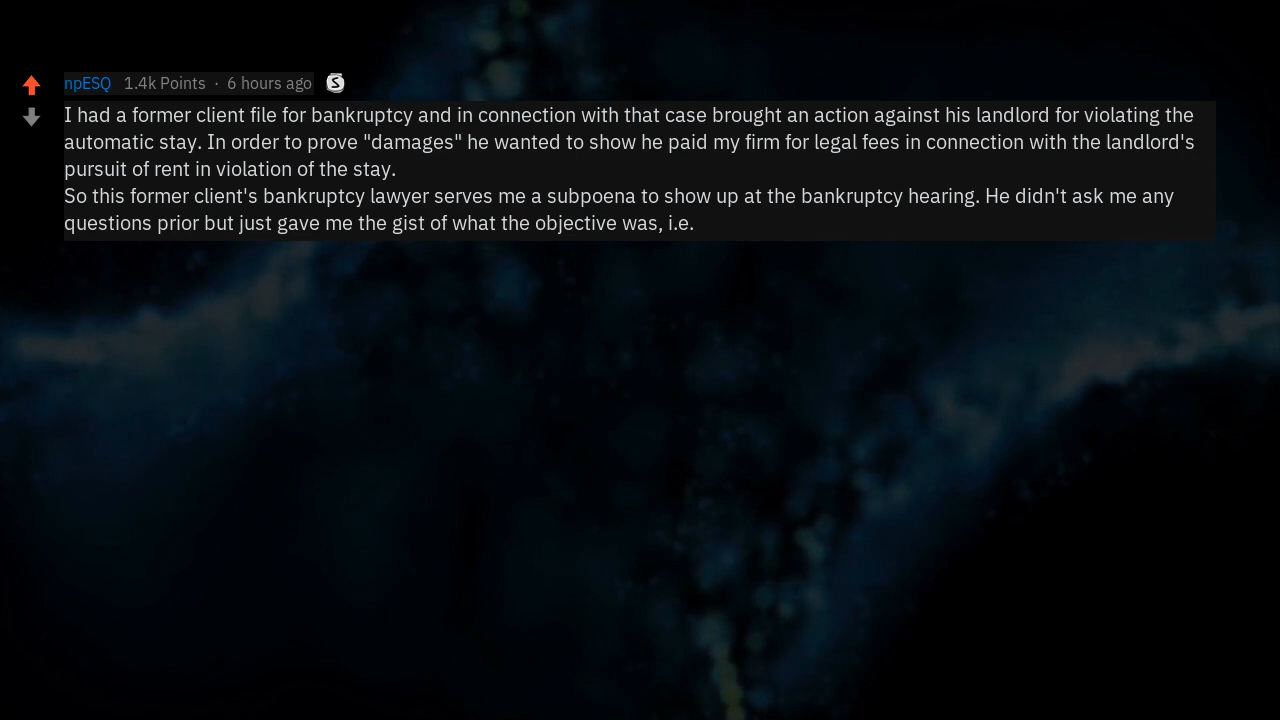 npESQ 1.4k Points · 6 hours ago S
I had a former client file for bankruptcy and in connection with that case brought an action against his landlord for violating the
automatic stay. In order to prove "damages" he wanted to show he paid my firm for legal fees in connection with the landlord's
pursuit of rent in violation of the stay.
So this former client's bankruptcy lawyer serves me a subpoena to show up at the bankruptcy hearing. He didn't ask me any
questions prior but just gave me the gist of what the objective was, i.e.